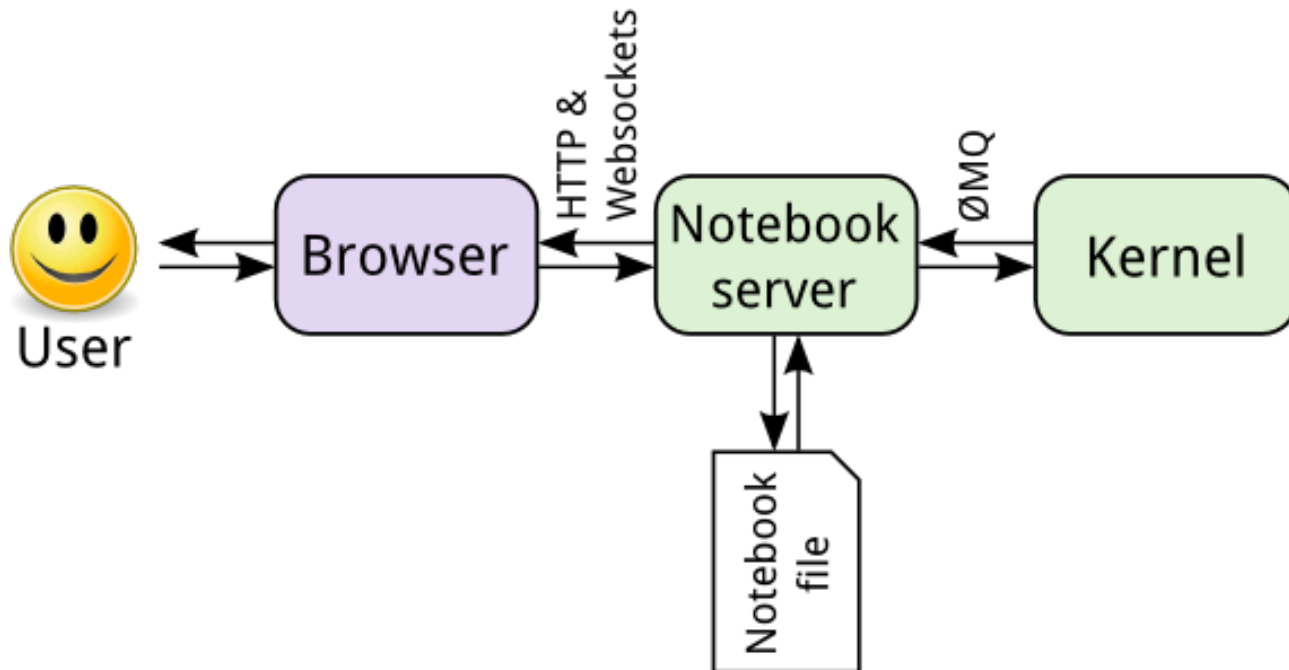 User
Browser
HTTP &
Websockets
Notebook
server
ØMQ
Kernel
Notebook
file